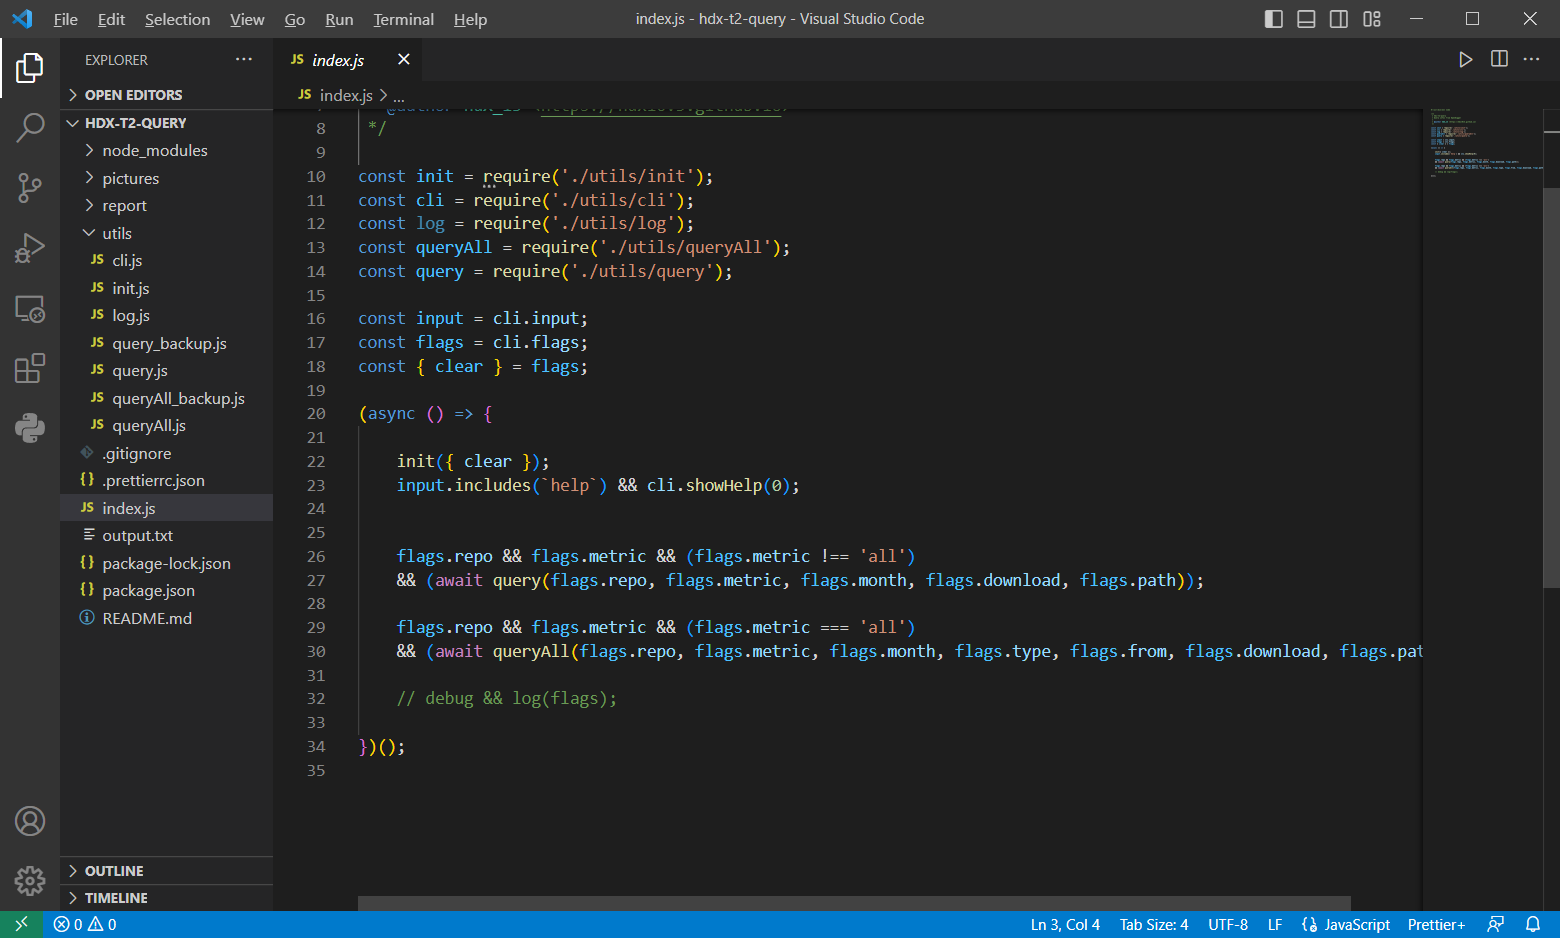 File Edit Selection View Go Run Terminal Help
index.js - hdx-t2-query - Visual Studio Code
EXPLORER
OPEN EDITORS
HDX-T2-QUERY
node_modules
pictures
report
utils
JS cli.js
JS init.js
JS log.js
JS query_backup.js
JS query.js
JS queryAll_backup.js
JS queryAll.js
.gitignore
{} .prettierrc.json
JS index.js
output.txt
{} package-lock.json
{} package.json
README.md
OUTLINE
TIMELINE
JS index.js
JS index.js > ...
8 */
9
10 const init = require('./utils/init');
11 const cli = require('./utils/cli');
12 const log = require('./utils/log');
13 const queryAll = require('./utils/queryAll');
14 const query = require('./utils/query');
15
16 const input = cli.input;
17 const flags = cli.flags;
18 const { clear } = flags;
19
20 (async () => {
21
22 init({ clear });
23 input.includes(`help`) && cli.showHelp(0);
24
25
26 flags.repo && flags.metric && (flags.metric !== 'all')
27 && (await query(flags.repo, flags.metric, flags.month, flags.download, flags.path));
28
29 flags.repo && flags.metric && (flags.metric === 'all')
30 && (await queryAll(flags.repo, flags.metric, flags.month, flags.type, flags.from, flags.download, flags.pat
31
32 // debug && log(flags);
33
34 })();
35
0 0
Ln 3, Col 4 Tab Size: 4 UTF-8 LF {} JavaScript Prettier+